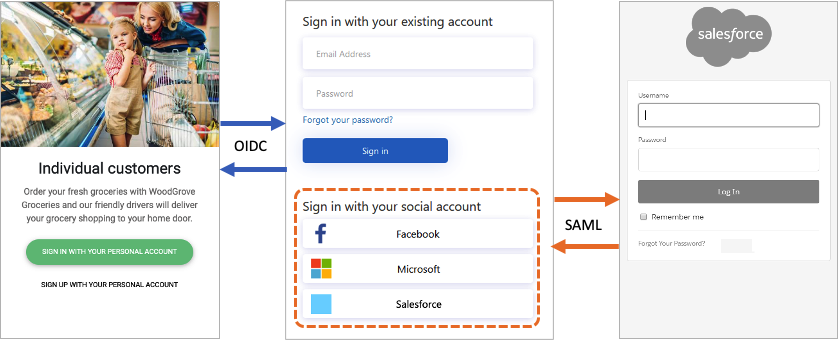 Individual customers
Order your fresh groceries with WoodGrove
Groceries and our friendly drivers will deliver
your grocery shopping to your home door.
SIGN IN WITH YOUR PERSONAL ACCOUNT
SIGN UP WITH YOUR PERSONAL ACCOUNT
OIDC
Sign in with your existing account
Email Address
Password
Forgot your password?
Sign in
Sign in with your social account
Facebook
Microsoft
Salesforce
SAML
salesforce
Username
Password
Log In
Remember me
Forgot Your Password?